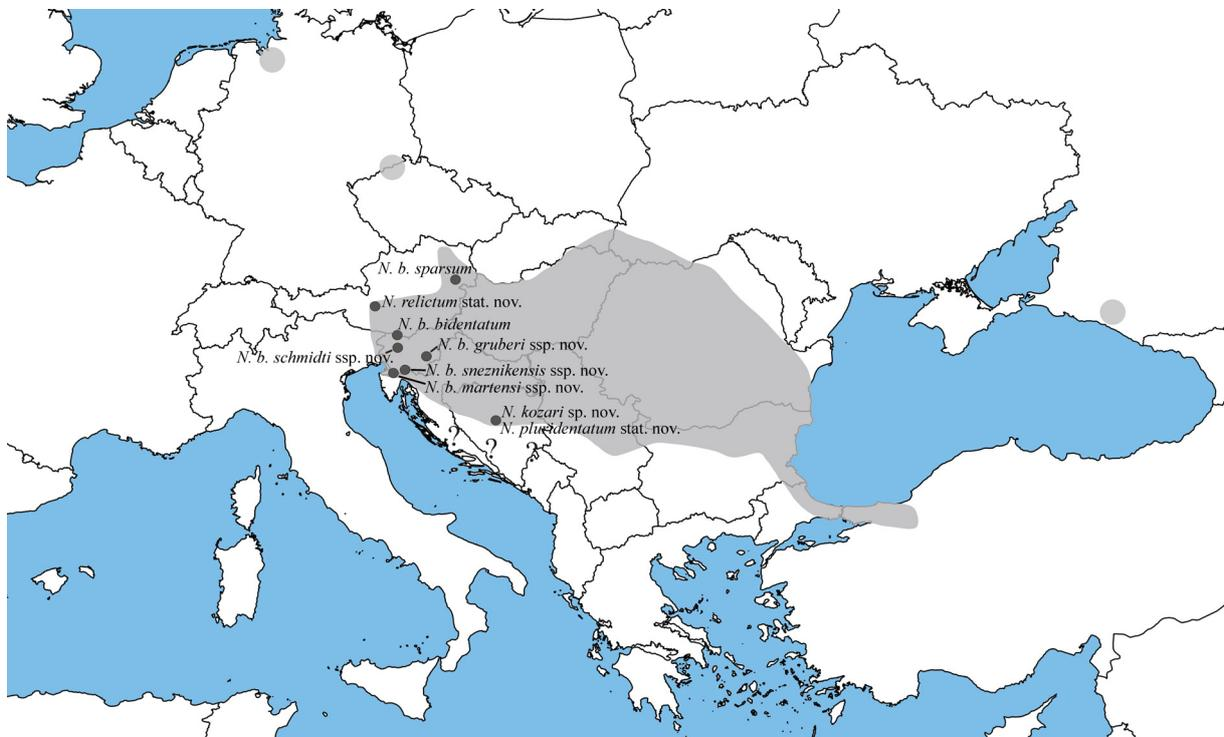 N. b. sparsum
N. relictum stat. nov.
N. b. bidentatum
N. b. gruberi ssp. nov.
N. b. schmidti ssp. nov.
N. b. sneznikensis ssp. nov.
N. b. martensi ssp. nov.
N. kozari sp. nov.
N. pluridentatum stat. nov.
? ? ?